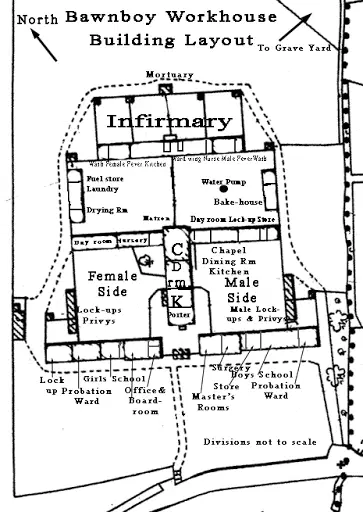 North
Bawnboy Workhouse
Building Layout
To Grave Yard
Mortuary
Infirmary
Ward Female Fever Kitchen
Ward wing Nurse Male Fever Ward
Fuel store
Laundry
Drying Rm
Water Pump
Bake-house
Matron
Day room Lock-up Store
Day room
Nursery
C
D
rm
K
Porter
Chapel
Dining Rm
Kitchen
Female
Side
Male
Side
Lock-ups
Privys
Male Lock-
ups & Privys
Lock
up
Probation
Ward
Girls School
Office &
Board-
room
Surgery
Store
Master's
Rooms
Boys School
Probation
Ward
Divisions not to scale